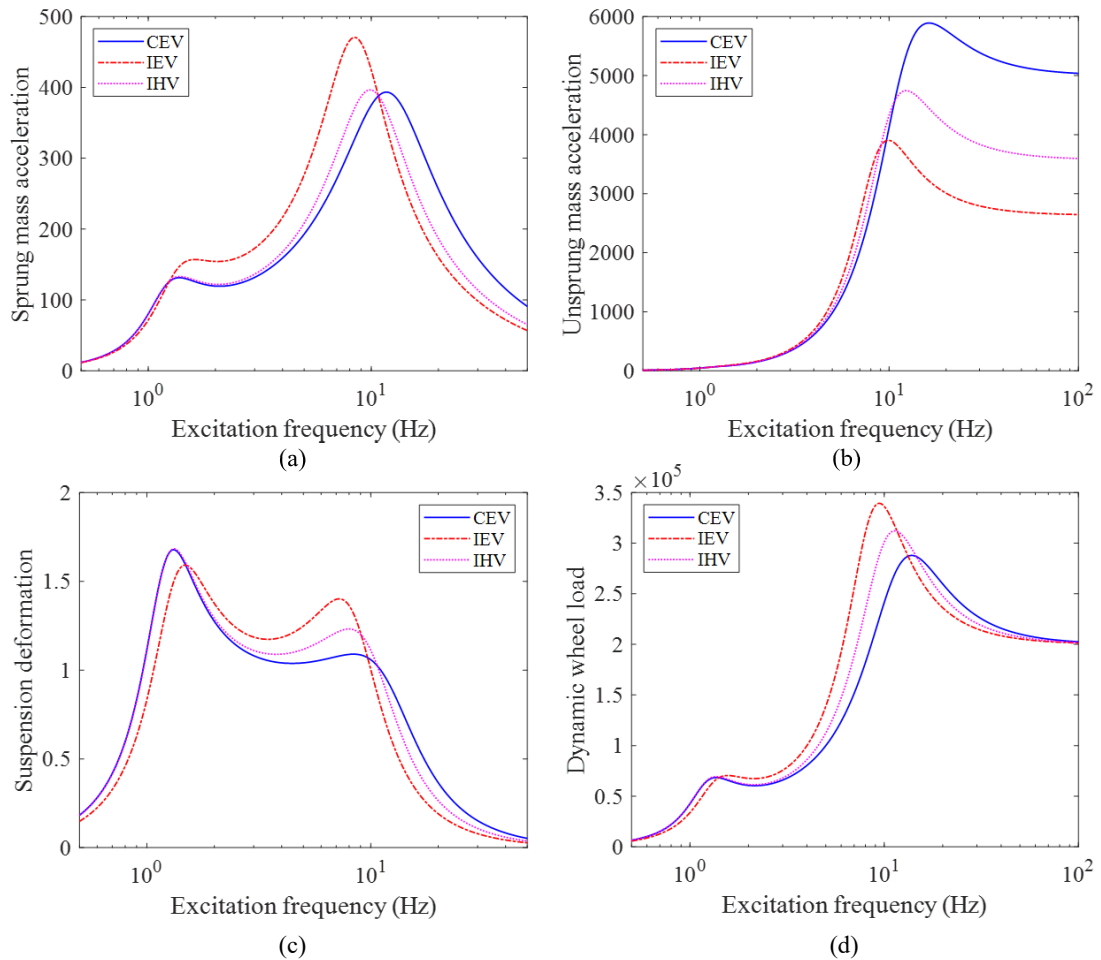 500
400
300
200
100
0
Sprung mass acceleration
CEV
IEV
IHV
10^0
10^1
Excitation frequency (Hz)
(a)
6000
5000
4000
3000
2000
1000
0
Unsprung mass acceleration
CEV
IEV
IHV
10^0
10^1
10^2
Excitation frequency (Hz)
(b)
2
1.5
1
0.5
0
Suspension deformation
CEV
IEV
IHV
10^0
10^1
Excitation frequency (Hz)
(c)
×10^5
3.5
3
2.5
2
1.5
1
0.5
0
Dynamic wheel load
CEV
IEV
IHV
10^0
10^1
10^2
Excitation frequency (Hz)
(d)